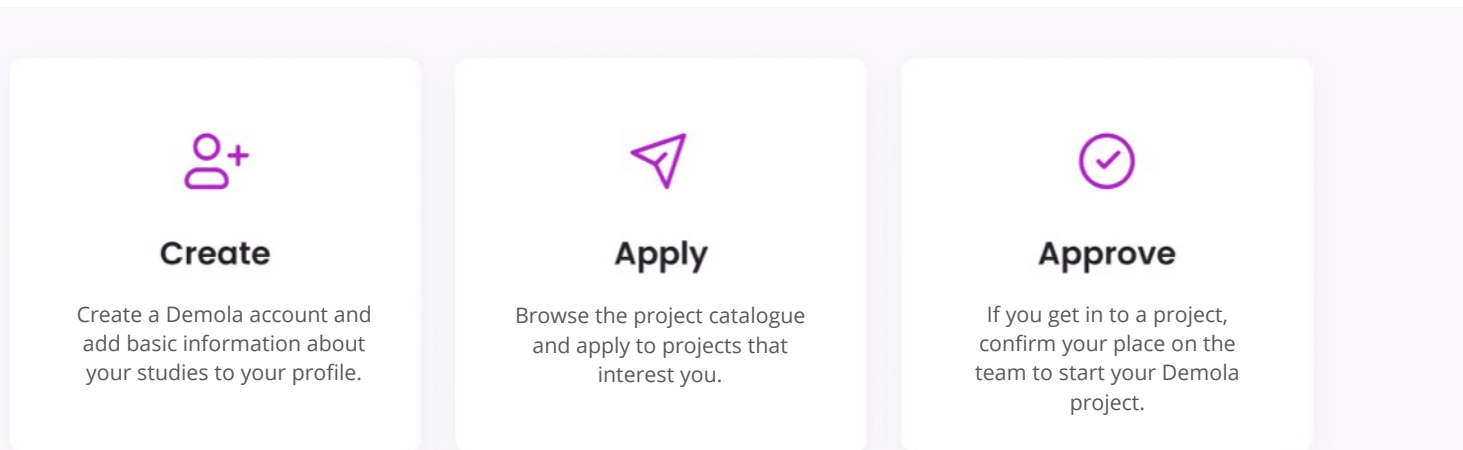 Create
Create a Demola account and
add basic information about
your studies to your profile.
Apply
Browse the project catalogue
and apply to projects that
interest you.
Approve
If you get in to a project,
confirm your place on the
team to start your Demola
project.